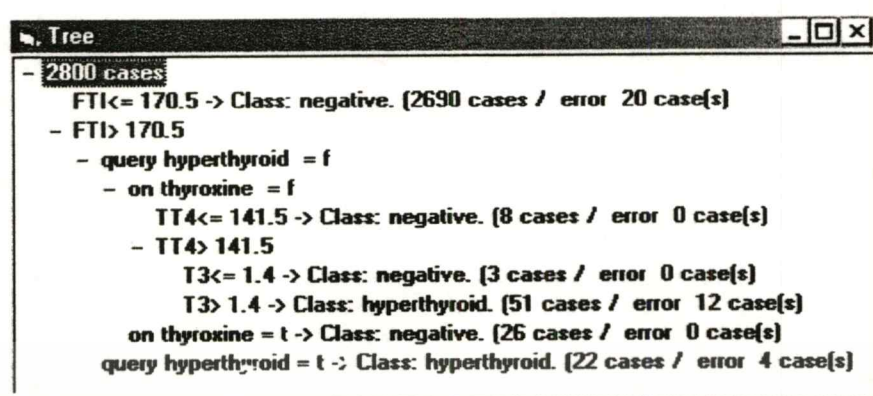 Tree
– 2800 cases
FTI<= 170.5 -> Class: negative. (2690 cases / error 20 case(s)
– FTI> 170.5
– query hyperthyroid = f
– on thyroxine = f
TT4<= 141.5 -> Class: negative. (8 cases / error 0 case(s)
– TT4> 141.5
T3<= 1.4 -> Class: negative. (3 cases / error 0 case(s)
T3> 1.4 -> Class: hyperthyroid. (51 cases / error 12 case(s)
on thyroxine = t -> Class: negative. (26 cases / error 0 case(s)
query hyperthyroid = t -> Class: hyperthyroid. (22 cases / error 4 case(s)